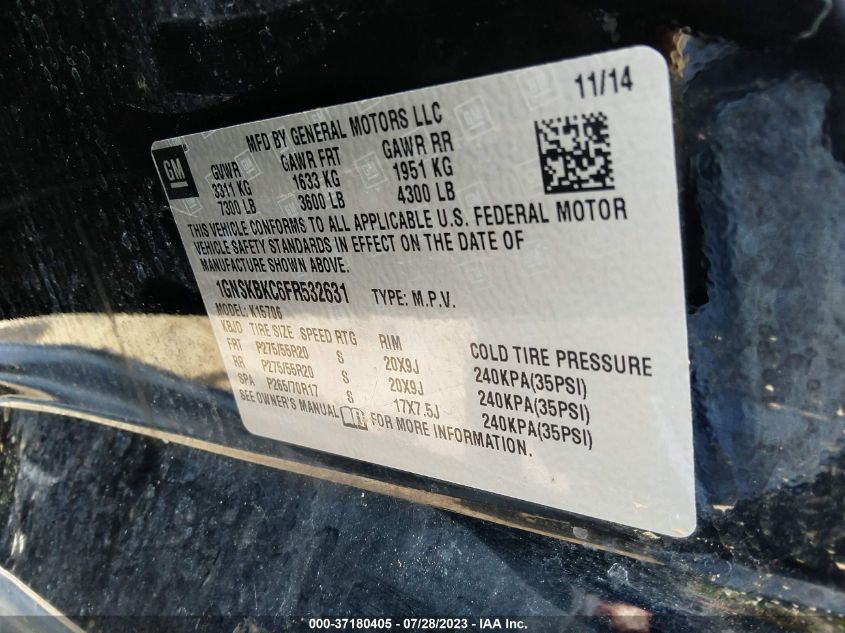 11/14
MFD BY GENERAL MOTORS LLC
GM
GVWR GAWR FRT GAWR RR
3311 KG 1633 KG 1951 KG
7300 LB 3600 LB 4300 LB
THIS VEHICLE CONFORMS TO ALL APPLICABLE U.S. FEDERAL MOTOR
VEHICLE SAFETY STANDARDS IN EFFECT ON THE DATE OF
MANUFACTURE SHOWN ABOVE.
1GNSKBKC6FR532631 TYPE: M.P.V.
MODEL: K15706
KBJD TIRE SIZE SPEED RTG RIM COLD TIRE PRESSURE
FRT P275/55R20 S 20X9J 240KPA(35PSI)
RR P275/55R20 S 20X9J 240KPA(35PSI)
SPA P265/70R17 S 17X7.5J 240KPA(35PSI)
SEE OWNER'S MANUAL FOR MORE INFORMATION.
000-37180405 - 07/28/2023 - IAA Inc.